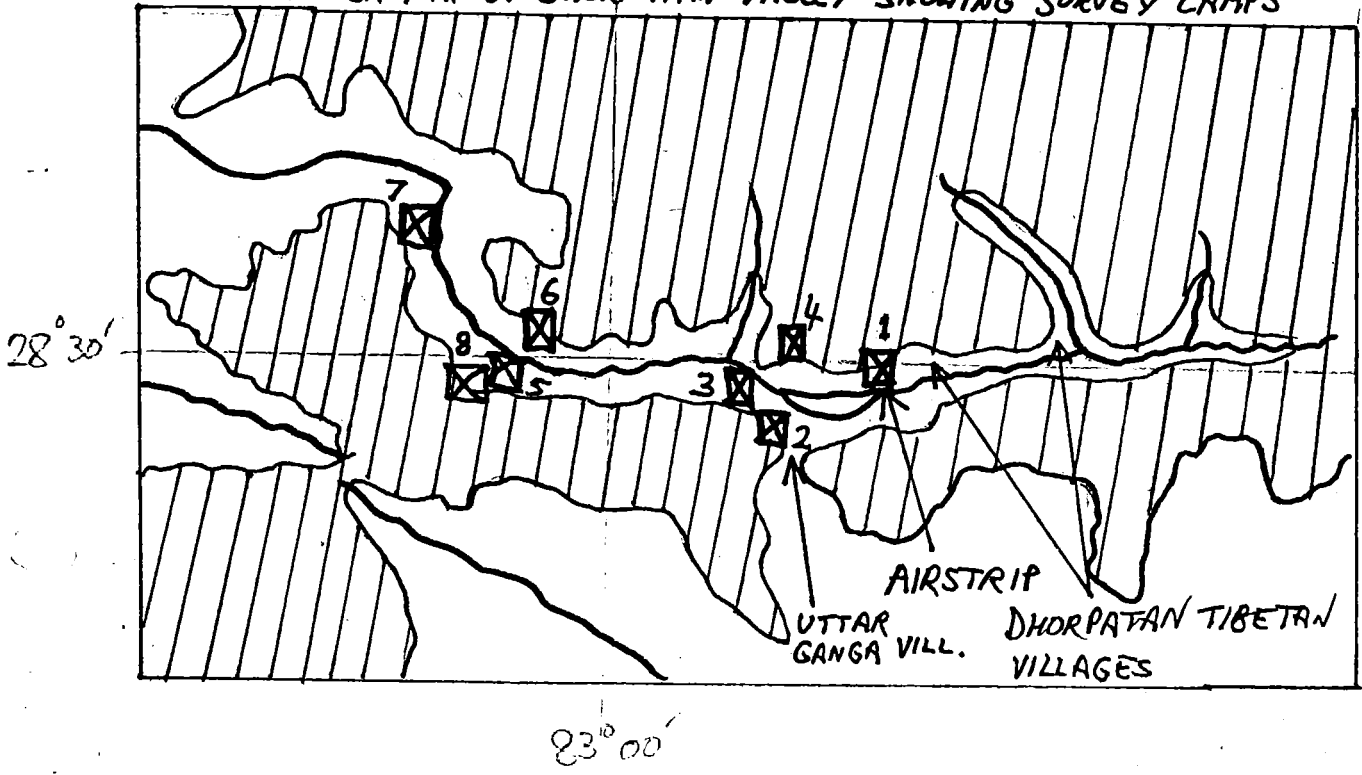 VALLEY SHOWING SURVEY CAMPS
7
6
4
1
28°30'
8
5
3
2
AIRSTRIP
UTTAR
GANGA VILL.
DHORPATAN TIBETAN
VILLAGES
83°00'